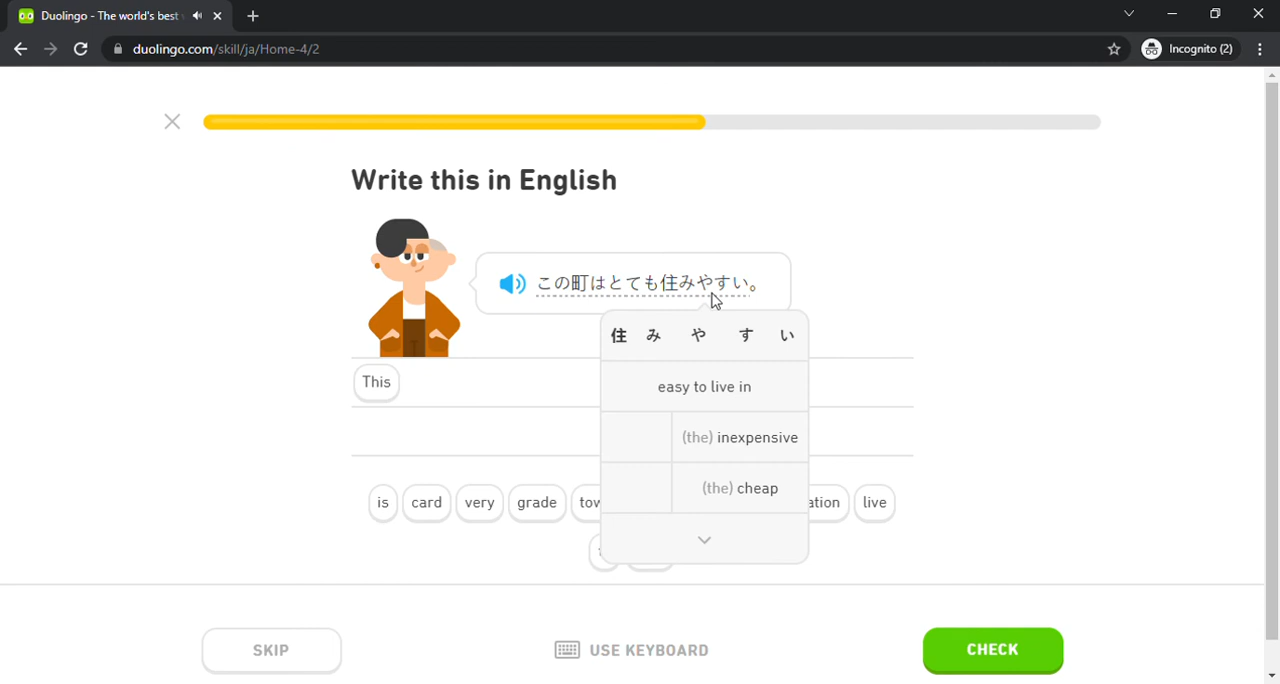 Duolingo - The world's best
duolingo.com/skill/ja/Home-4/2
Incognito (2)
Write this in English
この町はとても住みやすい。
住 み や す い
easy to live in
(the) inexpensive
(the) cheap
This
is card very grade live
SKIP
USE KEYBOARD
CHECK